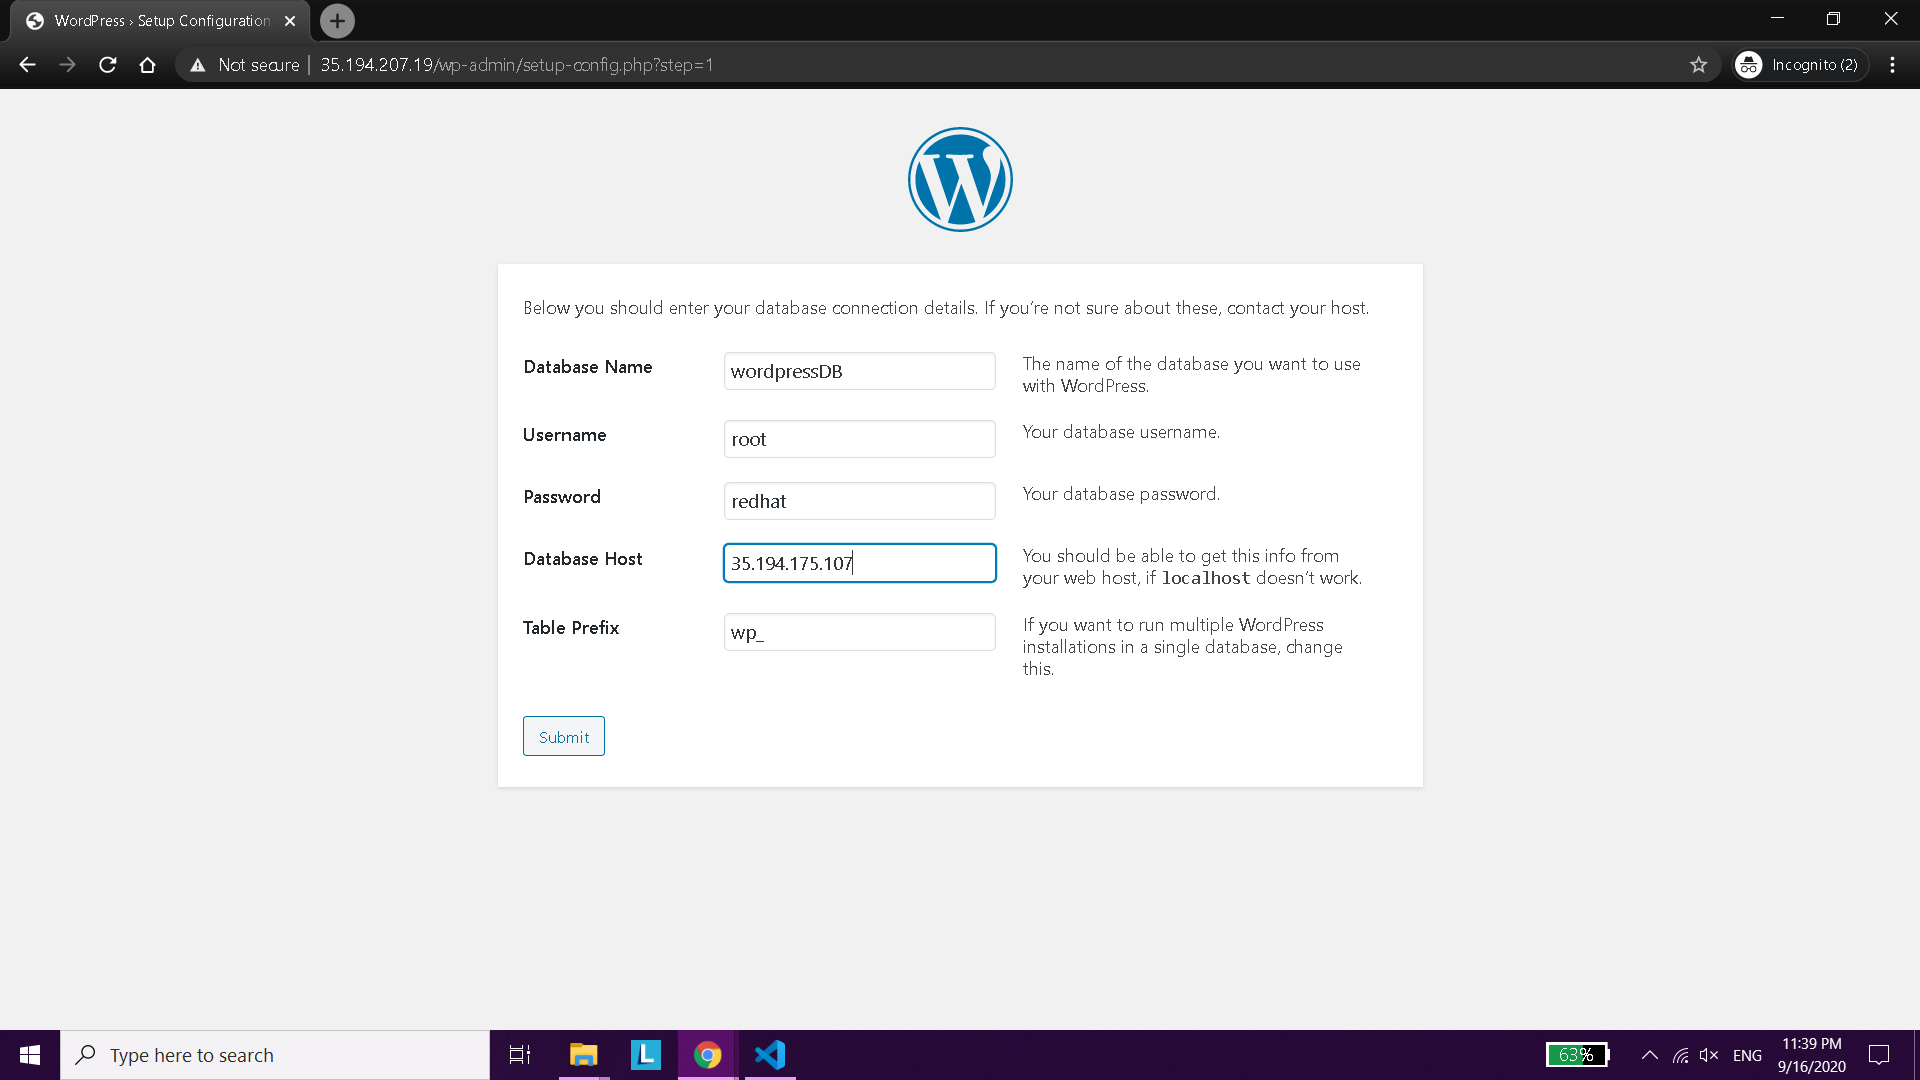 WordPress › Setup Configuration
Not secure | 35.194.207.19/wp-admin/setup-config.php?step=1
Incognito (2)
Below you should enter your database connection details. If you’re not sure about these, contact your host.
Database Name
wordpressDB
The name of the database you want to use
with WordPress.
Username
root
Your database username.
Password
redhat
Your database password.
Database Host
35.194.175.107
You should be able to get this info from
your web host, if localhost doesn’t work.
Table Prefix
wp_
If you want to run multiple WordPress
installations in a single database, change
this.
Submit
Type here to search
L
63%
ENG
11:39 PM
9/16/2020